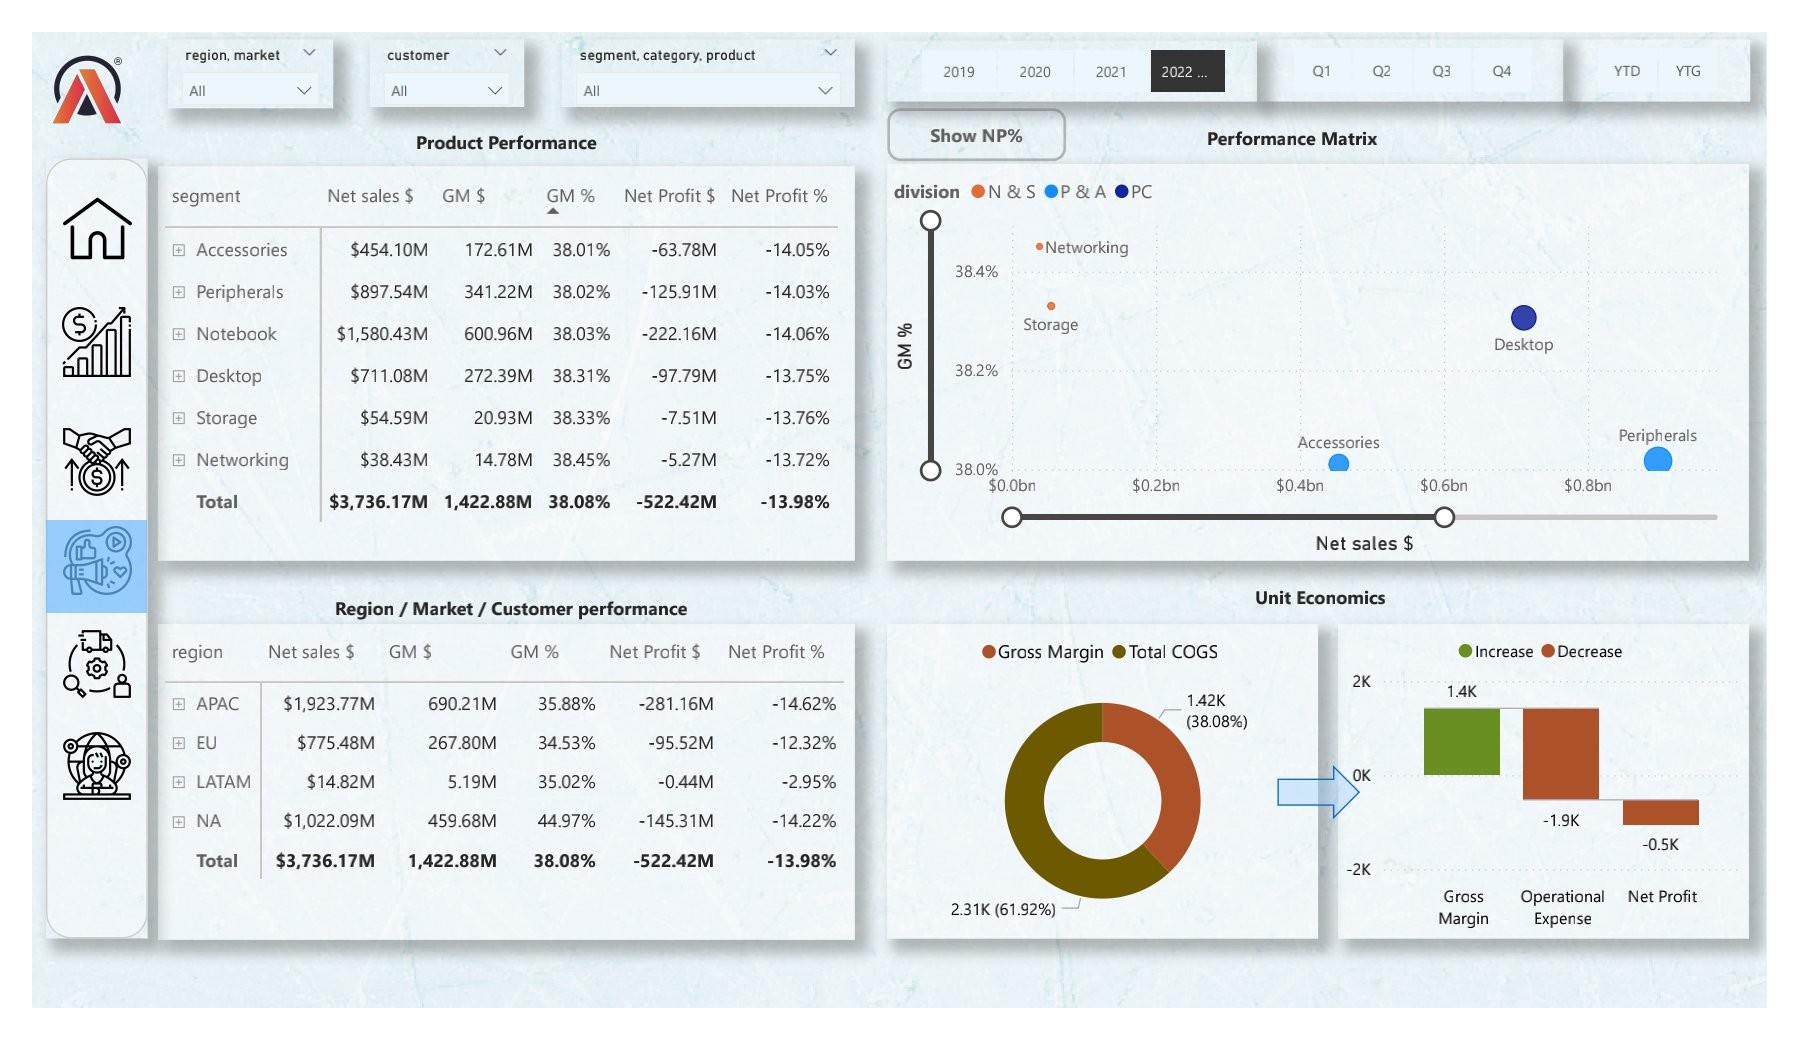 ®
region, market
All
customer
All
segment, category, product
All
2019 2020 2021 2022 ...
Q1 Q2 Q3 Q4
YTD YTG
Product Performance
segment Net sales $ GM $ GM % Net Profit $ Net Profit %
Accessories $454.10M 172.61M 38.01% -63.78M -14.05%
Peripherals $897.54M 341.22M 38.02% -125.91M -14.03%
Notebook $1,580.43M 600.96M 38.03% -222.16M -14.06%
Desktop $711.08M 272.39M 38.31% -97.79M -13.75%
Storage $54.59M 20.93M 38.33% -7.51M -13.76%
Networking $38.43M 14.78M 38.45% -5.27M -13.72%
Total $3,736.17M 1,422.88M 38.08% -522.42M -13.98%
Show NP%
Performance Matrix
division N & S P & A PC
GM %
38.4%
38.2%
38.0%
Networking
Storage
Desktop
Accessories
Peripherals
$0.0bn $0.2bn $0.4bn $0.6bn $0.8bn
Net sales $
Region / Market / Customer performance
region Net sales $ GM $ GM % Net Profit $ Net Profit %
APAC $1,923.77M 690.21M 35.88% -281.16M -14.62%
EU $775.48M 267.80M 34.53% -95.52M -12.32%
LATAM $14.82M 5.19M 35.02% -0.44M -2.95%
NA $1,022.09M 459.68M 44.97% -145.31M -14.22%
Total $3,736.17M 1,422.88M 38.08% -522.42M -13.98%
Unit Economics
Gross Margin Total COGS
1.42K
(38.08%)
2.31K (61.92%)
Increase Decrease
2K
0K
-2K
1.4K
-1.9K
-0.5K
Gross
Margin
Operational
Expense
Net Profit